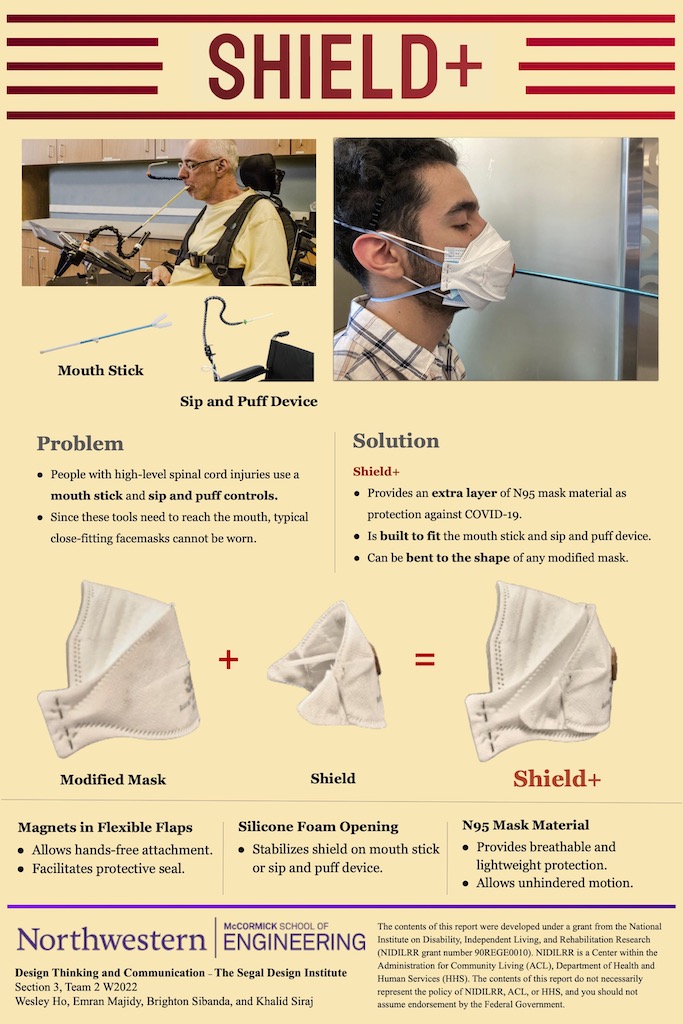 SHIELD+
Mouth Stick
Sip and Puff Device
Problem
● People with high-level spinal cord injuries use a
mouth stick and sip and puff controls.
● Since these tools need to reach the mouth, typical
close-fitting facemasks cannot be worn.
Solution
Shield+
● Provides an extra layer of N95 mask material as
protection against COVID-19.
● Is built to fit the mouth stick and sip and puff device.
● Can be bent to the shape of any modified mask.
+
=
Modified Mask
Shield
Shield+
Magnets in Flexible Flaps
● Allows hands-free attachment.
● Facilitates protective seal.
Silicone Foam Opening
● Stabilizes shield on mouth stick
or sip and puff device.
N95 Mask Material
● Provides breathable and
lightweight protection.
● Allows unhindered motion.
Northwestern
McCORMICK SCHOOL OF
ENGINEERING
Design Thinking and Communication - The Segal Design Institute
Section 3, Team 2 W2022
Wesley Ho, Emran Majidy, Brighton Sibanda, and Khalid Siraj
The contents of this report were developed under a grant from the National
Institute on Disability, Independent Living, and Rehabilitation Research
(NIDILRR grant number 90REGE0010). NIDILRR is a Center within the
Administration for Community Living (ACL), Department of Health and
Human Services (HHS). The contents of this report do not necessarily
represent the policy of NIDILRR, ACL, or HHS, and you should not
assume endorsement by the Federal Government.